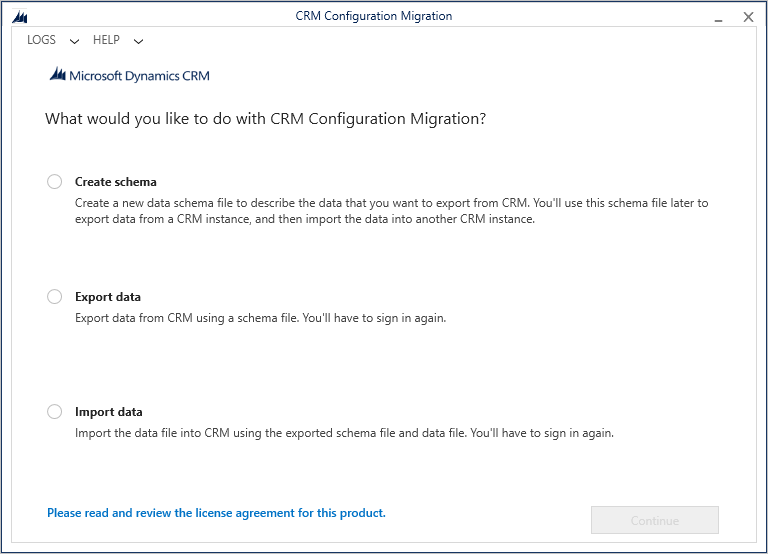 CRM Configuration Migration
LOGS HELP
Microsoft Dynamics CRM
What would you like to do with CRM Configuration Migration?
Create schema
Create a new data schema file to describe the data that you want to export from CRM. You'll use this schema file later to
export data from a CRM instance, and then import the data into another CRM instance.
Export data
Export data from CRM using a schema file. You'll have to sign in again.
Import data
Import the data file into CRM using the exported schema file and data file. You'll have to sign in again.
Please read and review the license agreement for this product.
Continue